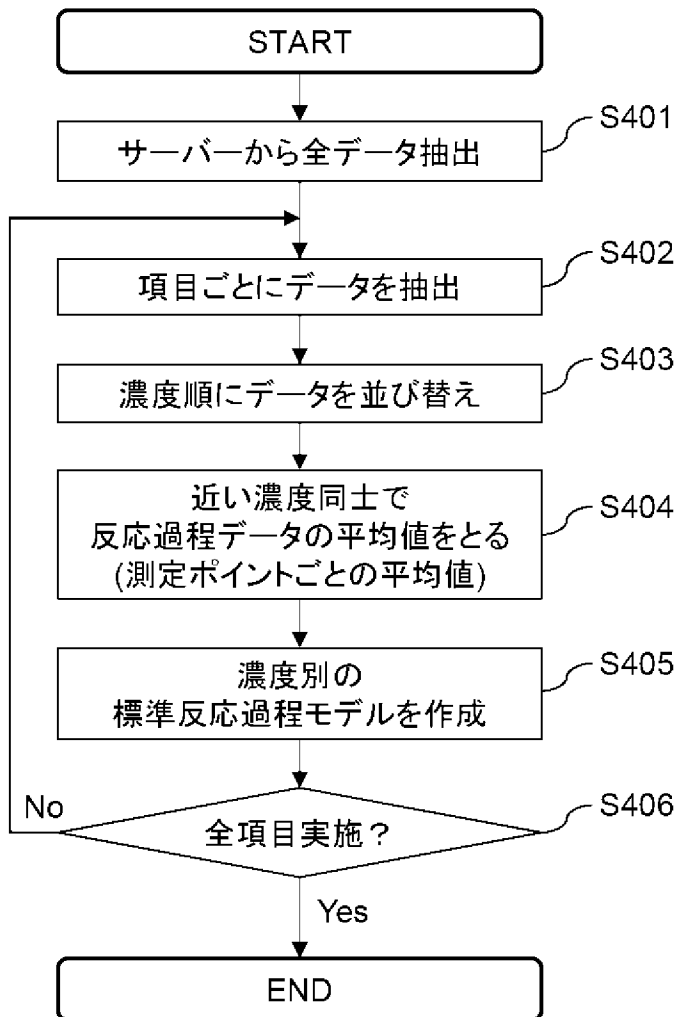 START
サーバーから全データ抽出
S401
項目ごとにデータを抽出
S402
濃度順にデータを並び替え
S403
近い濃度同士で
反応過程データの平均値をとる
(測定ポイントごとの平均値)
S404
濃度別の
標準反応過程モデルを作成
S405
全項目実施？
S406
No
Yes
END